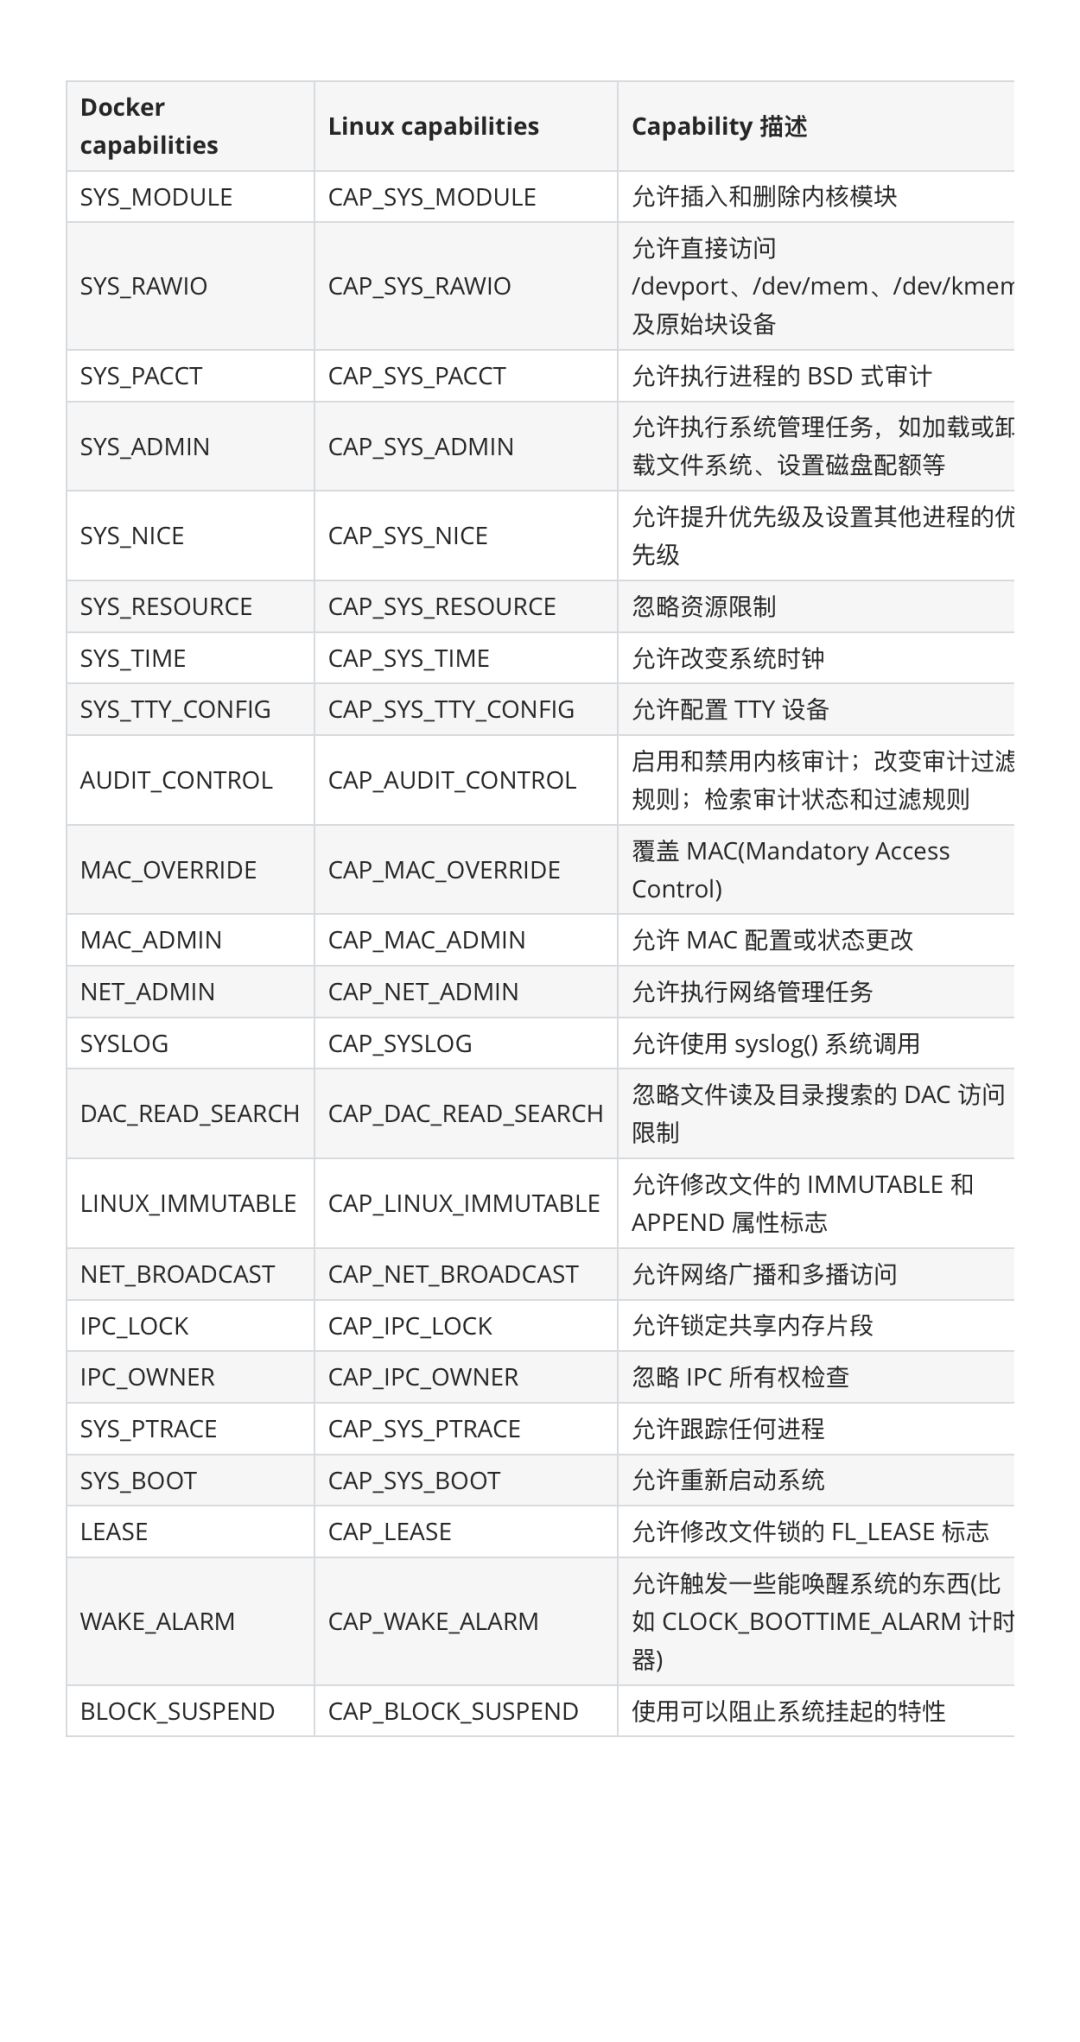 Docker
capabilities
Linux capabilities
Capability 描述
SYS_MODULE
CAP_SYS_MODULE
允许插入和删除内核模块
SYS_RAWIO
CAP_SYS_RAWIO
允许直接访问
/devport、/dev/mem、/dev/kmem
及原始块设备
SYS_PACCT
CAP_SYS_PACCT
允许执行进程的 BSD 式审计
SYS_ADMIN
CAP_SYS_ADMIN
允许执行系统管理任务，如加载或卸
载文件系统、设置磁盘配额等
SYS_NICE
CAP_SYS_NICE
允许提升优先级及设置其他进程的优
先级
SYS_RESOURCE
CAP_SYS_RESOURCE
忽略资源限制
SYS_TIME
CAP_SYS_TIME
允许改变系统时钟
SYS_TTY_CONFIG
CAP_SYS_TTY_CONFIG
允许配置 TTY 设备
AUDIT_CONTROL
CAP_AUDIT_CONTROL
启用和禁用内核审计；改变审计过滤
规则；检索审计状态和过滤规则
MAC_OVERRIDE
CAP_MAC_OVERRIDE
覆盖 MAC(Mandatory Access
Control)
MAC_ADMIN
CAP_MAC_ADMIN
允许 MAC 配置或状态更改
NET_ADMIN
CAP_NET_ADMIN
允许执行网络管理任务
SYSLOG
CAP_SYSLOG
允许使用 syslog() 系统调用
DAC_READ_SEARCH
CAP_DAC_READ_SEARCH
忽略文件读及目录搜索的 DAC 访问
限制
LINUX_IMMUTABLE
CAP_LINUX_IMMUTABLE
允许修改文件的 IMMUTABLE 和
APPEND 属性标志
NET_BROADCAST
CAP_NET_BROADCAST
允许网络广播和多播访问
IPC_LOCK
CAP_IPC_LOCK
允许锁定共享内存片段
IPC_OWNER
CAP_IPC_OWNER
忽略 IPC 所有权检查
SYS_PTRACE
CAP_SYS_PTRACE
允许跟踪任何进程
SYS_BOOT
CAP_SYS_BOOT
允许重新启动系统
LEASE
CAP_LEASE
允许修改文件锁的 FL_LEASE 标志
WAKE_ALARM
CAP_WAKE_ALARM
允许触发一些能唤醒系统的东西(比
如 CLOCK_BOOTTIME_ALARM 计时
器)
BLOCK_SUSPEND
CAP_BLOCK_SUSPEND
使用可以阻止系统挂起的特性